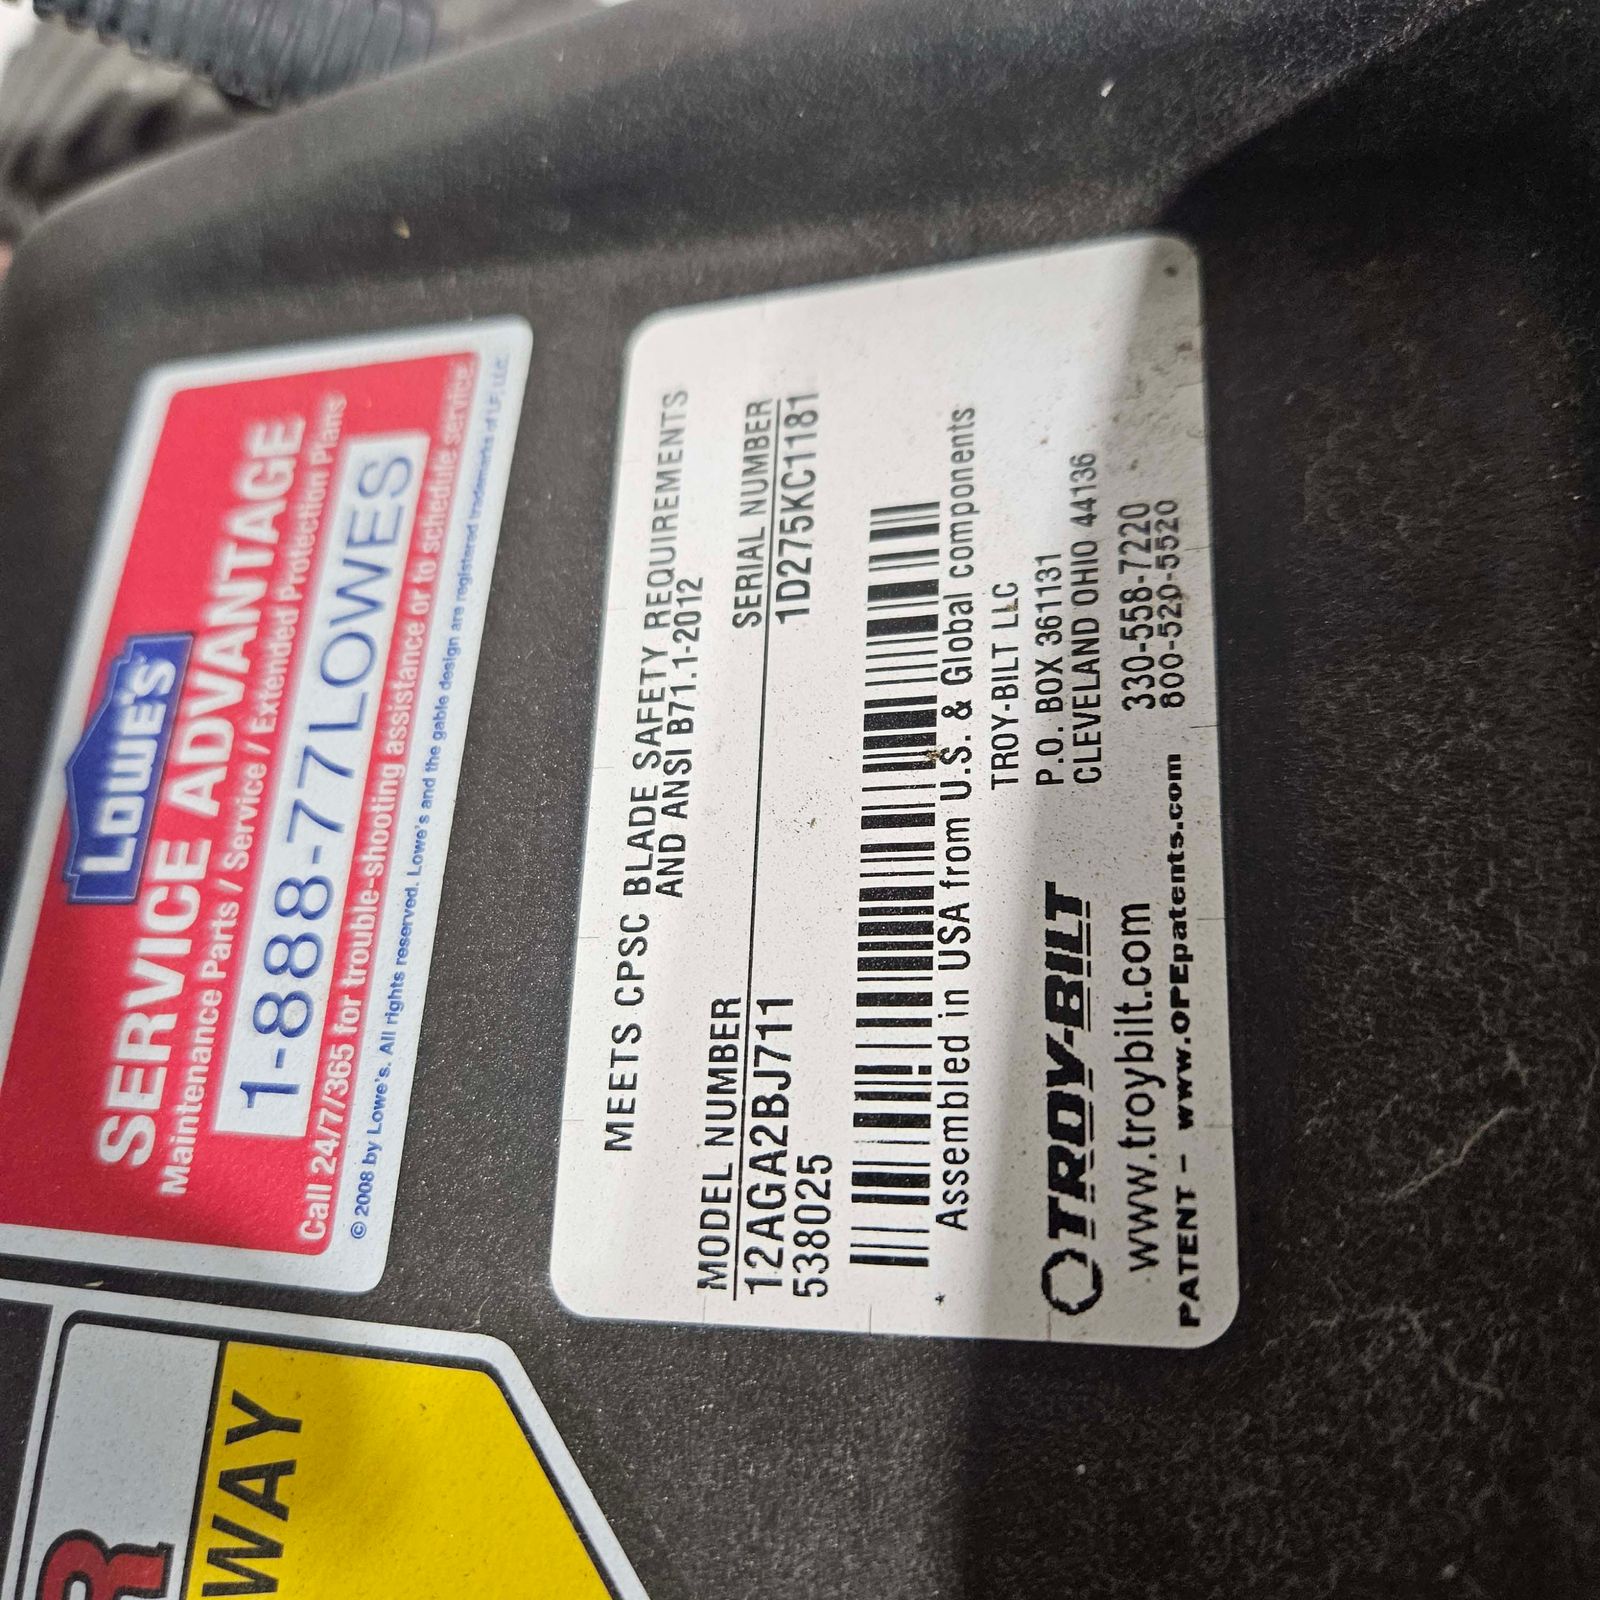 LOWE'S
SERVICE ADVANTAGE
Maintenance Parts / Service / Extended Protection Plans
1-888-77LOWES
Call 24/7/365 for trouble-shooting assistance or to schedule service.
© 2008 by Lowe's. All rights reserved. Lowe's and the gable design are registered trademarks of LF, LLC.
MEETS CPSC BLADE SAFETY REQUIREMENTS
AND ANSI B71.1-2012
MODEL NUMBER SERIAL NUMBER
12AGA2BJ711 1D275KC1181
5380025
Assembled in USA from U.S. & Global components
TROY-BILT
TROY-BILT LLC
P.O. BOX 361131
CLEVELAND OHIO 44136
www.troybilt.com 330-558-7220
PATENT - www.OPEpatents.com 800-520-5520
R
WAY